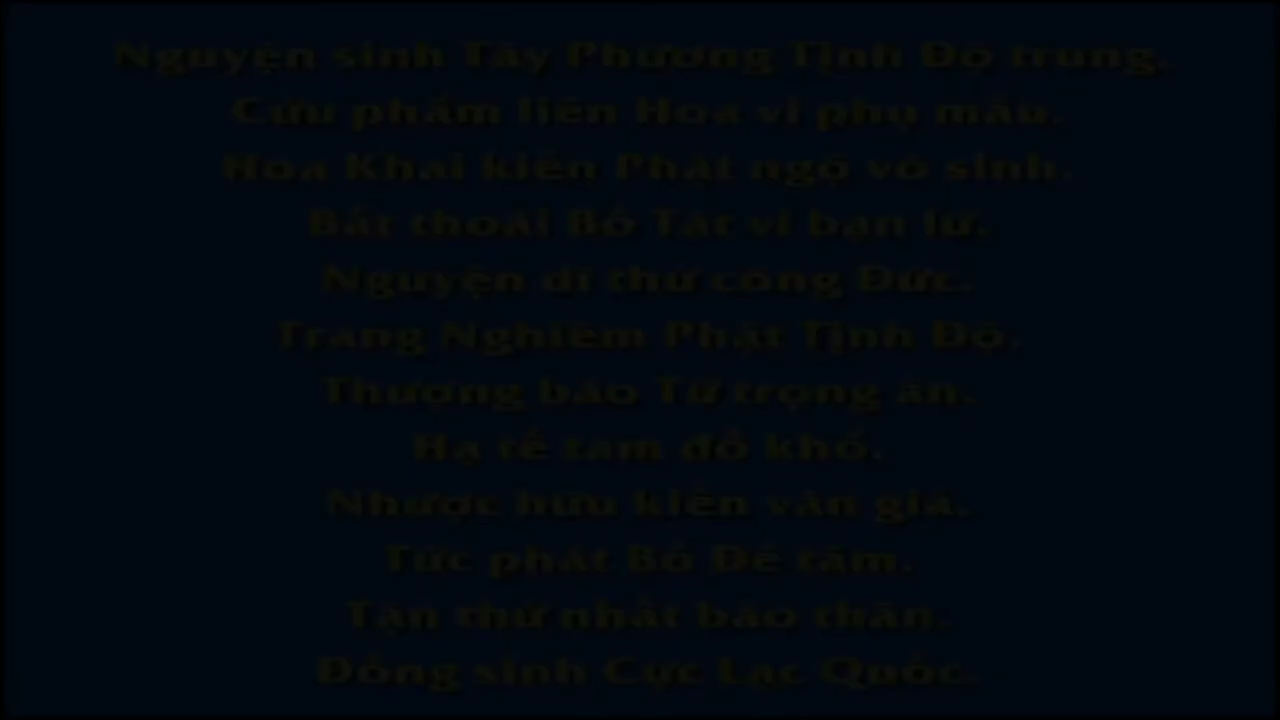 Nguyện sinh Tây Phương Tịnh Độ trung.
Cửu phẩm liên Hoa vi phụ mẫu.
Hoa Khai kiến Phật ngộ vô sinh.
Bất thoái Bồ Tát vi bạn lữ.
Nguyện dĩ thử công Đức.
Trang Nghiêm Phật Tịnh Độ.
Thượng báo Tứ trọng ân.
Hạ tế tam đồ khổ.
Nhược hữu kiến văn giả.
Tức phát Bồ Đề tâm.
Tận thử nhất báo thân.
Đồng sinh Cực Lạc Quốc.